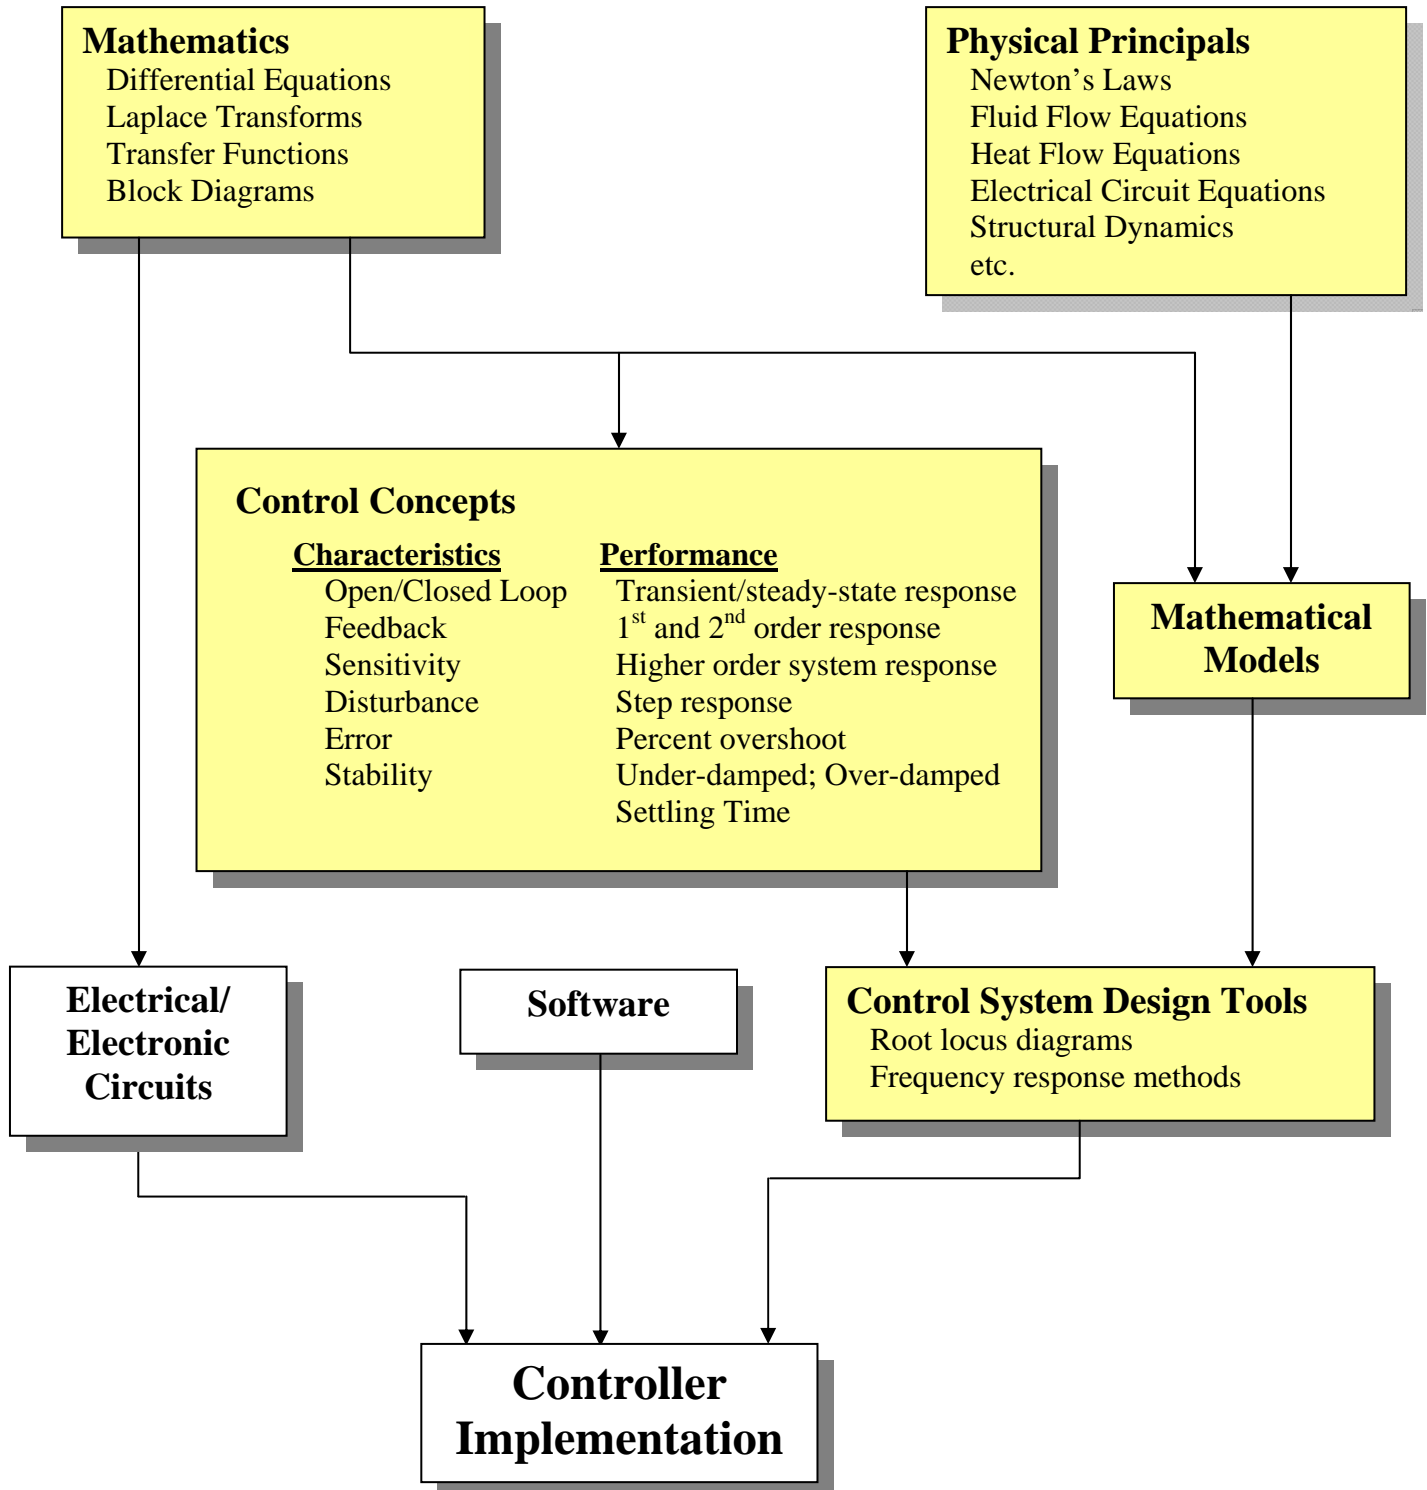 Mathematics
Differential Equations
Laplace Transforms
Transfer Functions
Block Diagrams
Physical Principals
Newton’s Laws
Fluid Flow Equations
Heat Flow Equations
Electrical Circuit Equations
Structural Dynamics
etc.
Control Concepts
Characteristics
Open/Closed Loop
Feedback
Sensitivity
Disturbance
Error
Stability
Performance
Transient/steady-state response
1st and 2nd order response
Higher order system response
Step response
Percent overshoot
Under-damped; Over-damped
Settling Time
Mathematical
Models
Electrical/
Electronic
Circuits
Software
Control System Design Tools
Root locus diagrams
Frequency response methods
Controller
Implementation